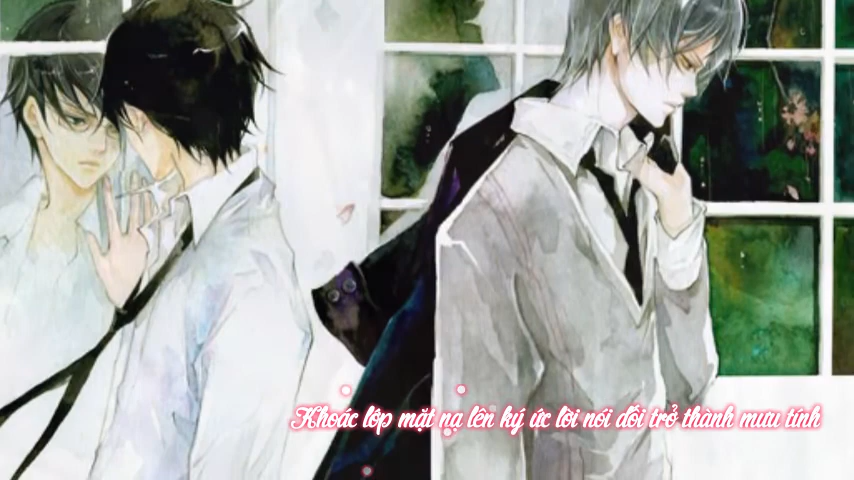 Khoác lớp mặt nạ lên ký ức lời nói dối trở thành mưu tính